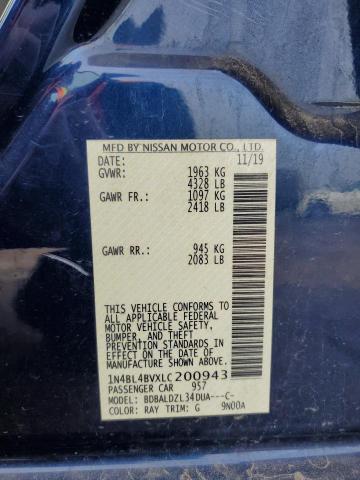 MFD BY NISSAN MOTOR CO., LTD.
DATE: 11/19
GVWR: 1963 KG
4328 LB
GAWR FR.: 1097 KG
2418 LB
GAWR RR.: 945 KG
2083 LB
THIS VEHICLE CONFORMS TO
ALL APPLICABLE FEDERAL
MOTOR VEHICLE SAFETY,
BUMPER, AND THEFT
PREVENTION STANDARDS IN
EFFECT ON THE DATE OF
MANUFACTURE SHOWN ABOVE.
1N4BL4BVXLC200943
PASSENGER CAR 957
MODEL: BDBALDZL34DUA---C-
COLOR: RAY TRIM: G 9N00A